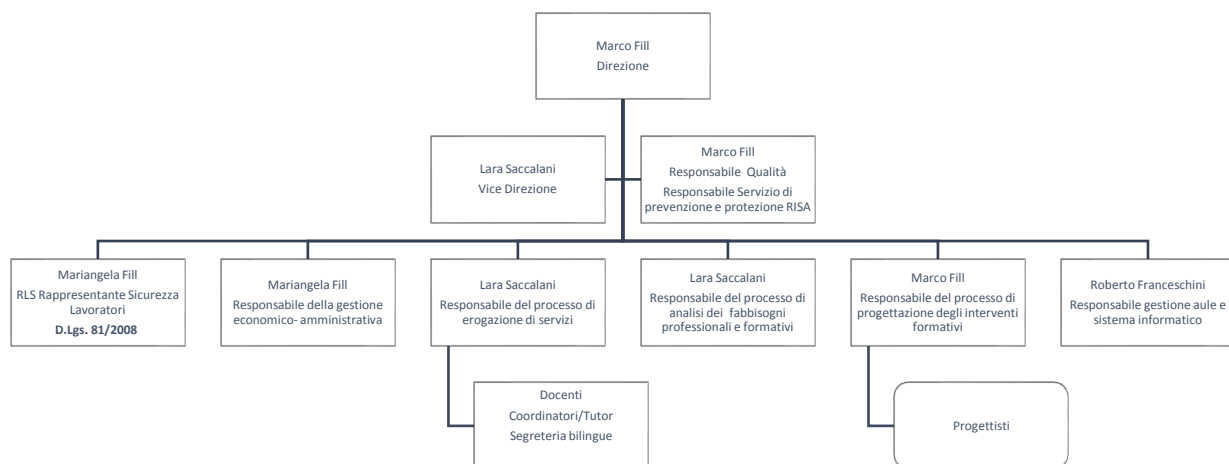 Marco Fill
Direzione
Lara Saccalani
Vice Direzione
Marco Fill
Responsabile Qualità
Responsabile Servizio di
prevenzione e protezione RISA
Mariangela Fill
RLS Rappresentante Sicurezza
Lavoratori
D.Lgs. 81/2008
Mariangela Fill
Responsabile della gestione
economico- amministrativa
Lara Saccalani
Responsabile del processo di
erogazione di servizi
Lara Saccalani
Responsabile del processo di
analisi dei fabbisogni
professionali e formativi
Marco Fill
Responsabile del processo di
progettazione degli interventi
formativi
Roberto Franceschini
Responsabile gestione aule e
sistema informatico
Docenti
Coordinatori/Tutor
Segreteria bilingue
Progettisti